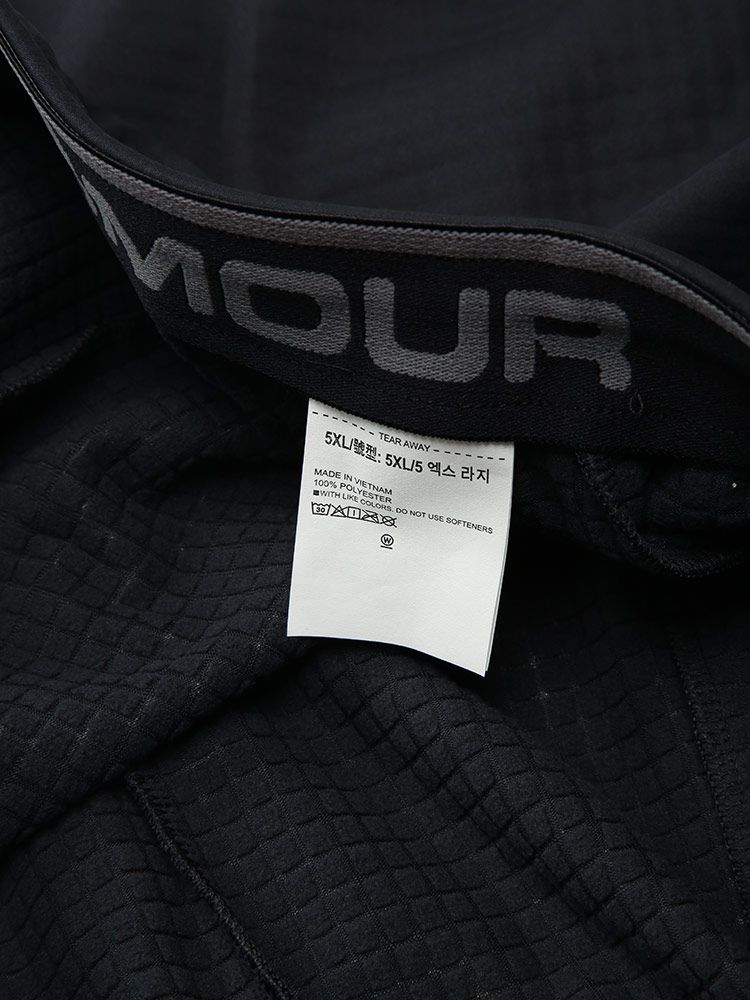 MOUR
TEAR AWAY
5XL/號型: 5XL/5 엑스 라지
MADE IN VIETNAM
100% POLYESTER
■WITH LIKE COLORS. DO NOT USE SOFTENERS
30
W